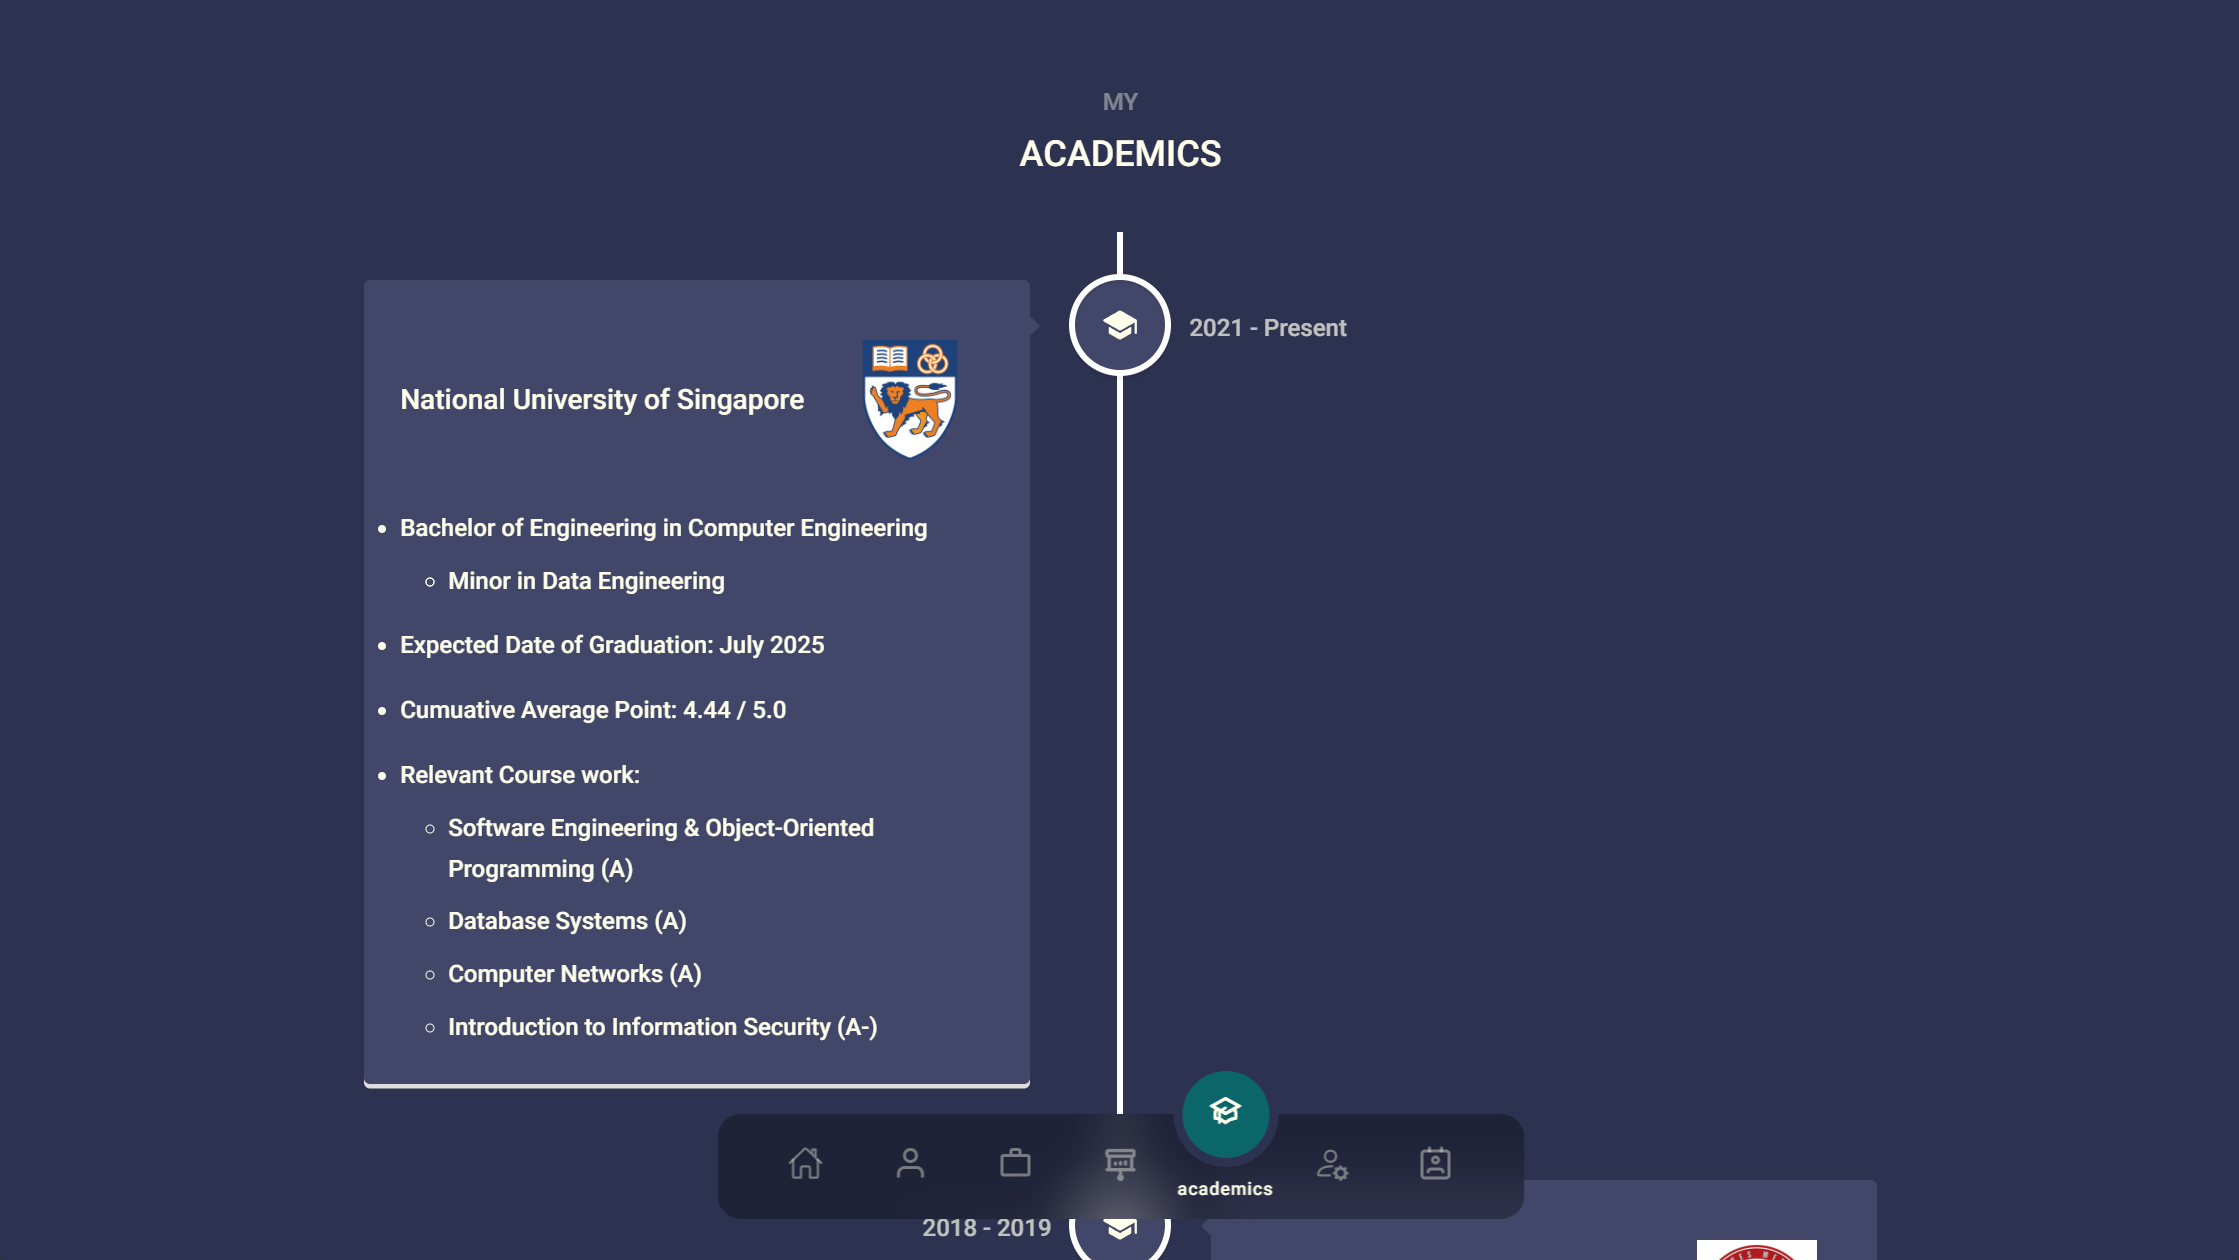 MY
ACADEMICS
2021 - Present
National University of Singapore
Bachelor of Engineering in Computer Engineering
Minor in Data Engineering
Expected Date of Graduation: July 2025
Cumuative Average Point: 4.44 / 5.0
Relevant Course work:
Software Engineering & Object-Oriented
Programming (A)
Database Systems (A)
Computer Networks (A)
Introduction to Information Security (A-)
academics
2018 - 2019